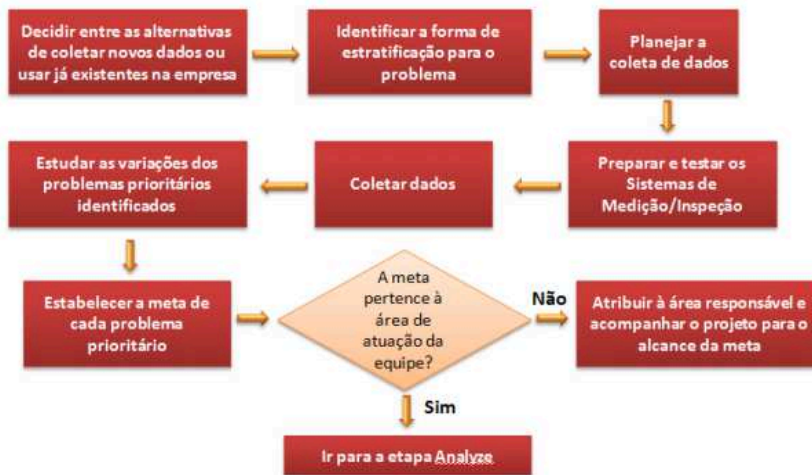 Decidir entre as alternativas
de coletar novos dados ou
usar já existentes na empresa
Identificar a forma de
estratificação para o
problema
Planejar a
coleta de dados
Preparar e testar os
Sistemas de
Medição/Inspeção
Coletar dados
Estudar as variações dos
problemas prioritários
identificados
Estabelecer a meta de
cada problema
prioritário
A meta
pertence à
área de
atuação da
equipe?
Não
Atribuir à área responsável e
acompanhar o projeto para o
alcance da meta
Sim
Ir para a etapa Analyze